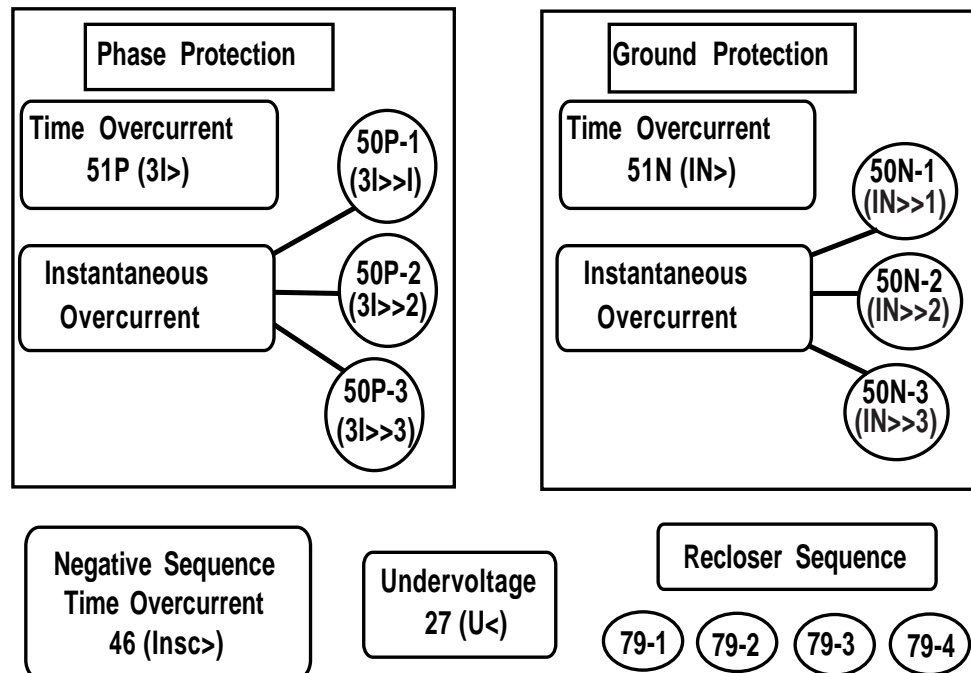 Phase Protection
Time Overcurrent
51P (3I>)
50P-1
(3I>>I)
Instantaneous
Overcurrent
50P-2
(3I>>2)
50P-3
(3I>>3)
Ground Protection
Time Overcurrent
51N (IN>)
50N-1
(IN>>1)
Instantaneous
Overcurrent
50N-2
(IN>>2)
50N-3
(IN>>3)
Negative Sequence
Time Overcurrent
46 (Insc>)
Undervoltage
27 (U<)
Recloser Sequence
79-1 79-2 79-3 79-4